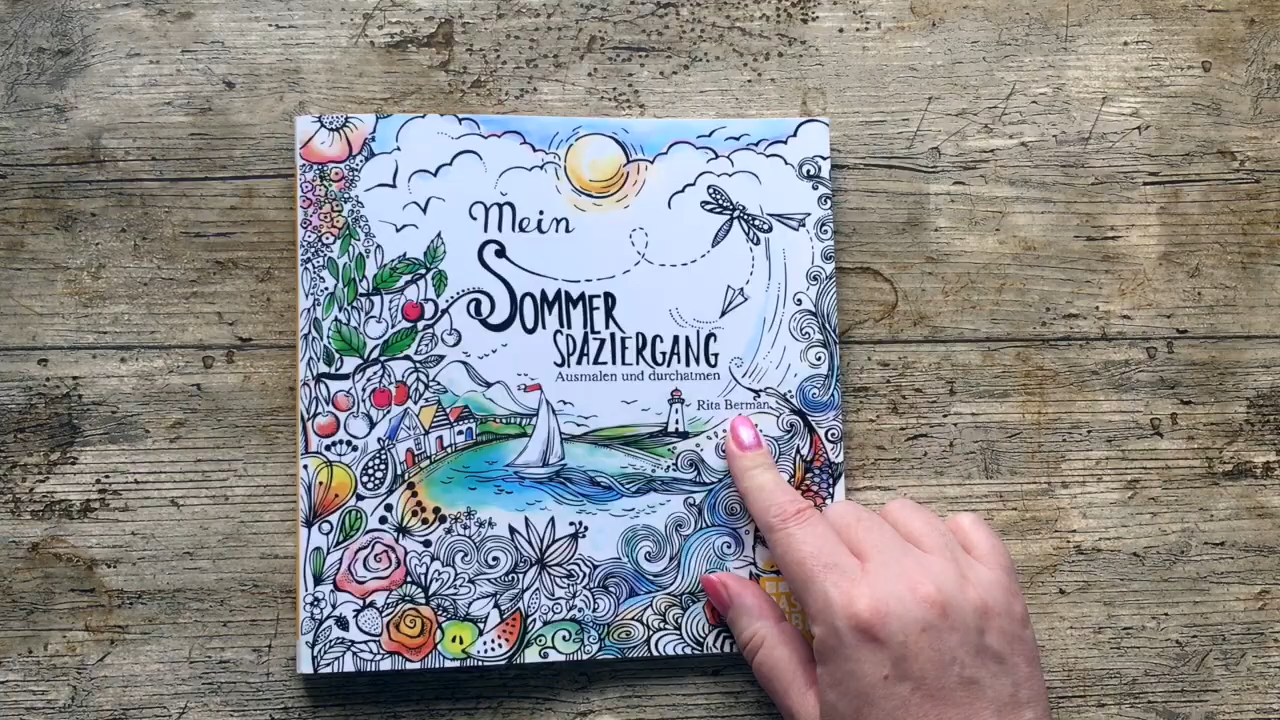 Mein
SOMMER
SPAZIERGANG
Ausmalen und durchatmen
Rita Berman